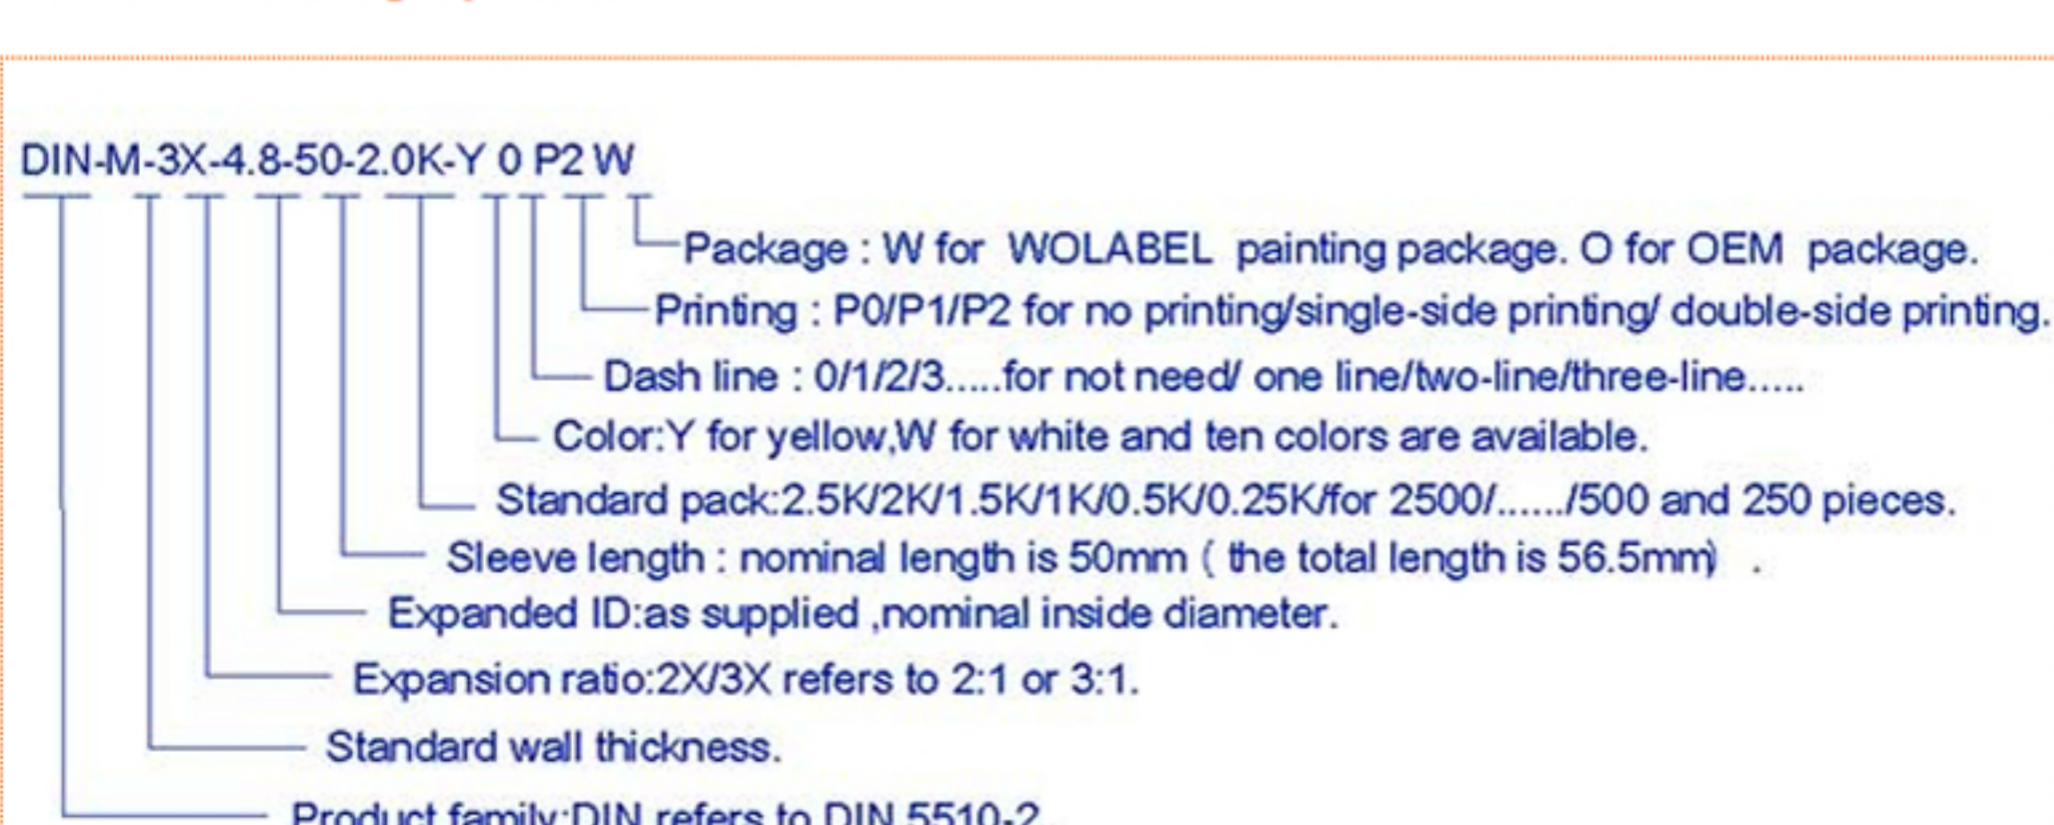 DIN-M-3X-4.8-50-2.0K-Y 0 P2 W
Package : W for WOLABEL painting package. O for OEM package.
Printing : P0/P1/P2 for no printing/single-side printing/ double-side printing.
Dash line : 0/1/2/3.....for not need/ one line/two-line/three-line.....
Color:Y for yellow,W for white and ten colors are available.
Standard pack:2.5K/2K/1.5K/1K/0.5K/0.25K/for 2500/....../500 and 250 pieces.
Sleeve length : nominal length is 50mm ( the total length is 56.5mm) .
Expanded ID:as supplied ,nominal inside diameter.
Expansion ratio:2X/3X refers to 2:1 or 3:1.
Standard wall thickness.
Product family:DIN refers to DIN 5510-2